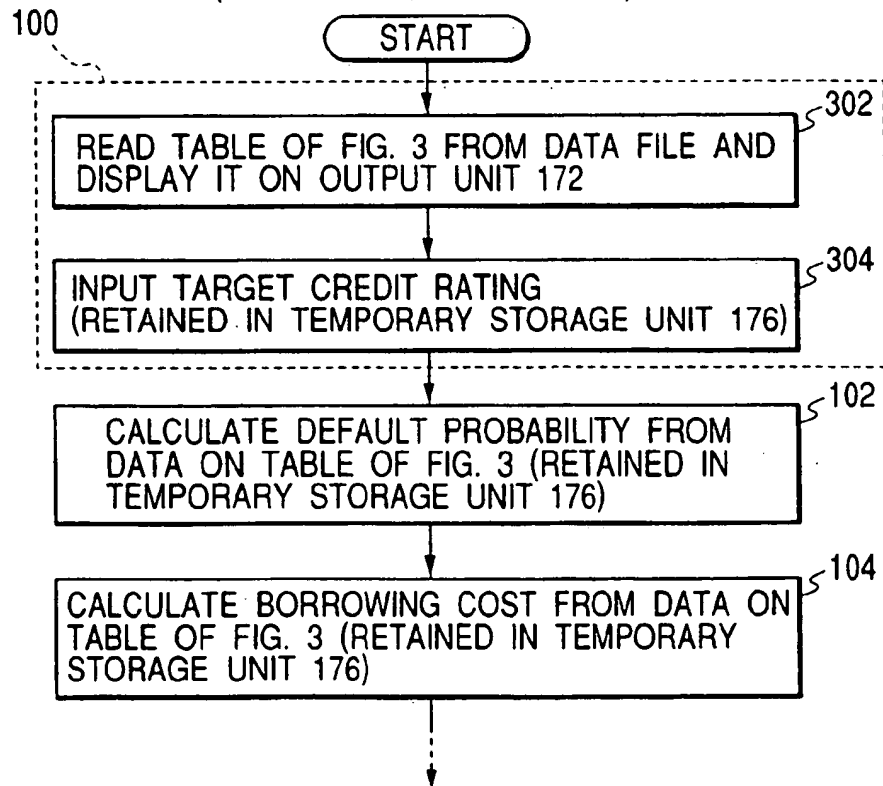 100
START
302
READ TABLE OF FIG. 3 FROM DATA FILE AND
DISPLAY IT ON OUTPUT UNIT 172
304
INPUT TARGET CREDIT RATING
(RETAINED IN TEMPORARY STORAGE UNIT 176)
102
CALCULATE DEFAULT PROBABILITY FROM
DATA ON TABLE OF FIG. 3 (RETAINED IN
TEMPORARY STORAGE UNIT 176)
104
CALCULATE BORROWING COST FROM DATA ON
TABLE OF FIG. 3 (RETAINED IN TEMPORARY
STORAGE UNIT 176)